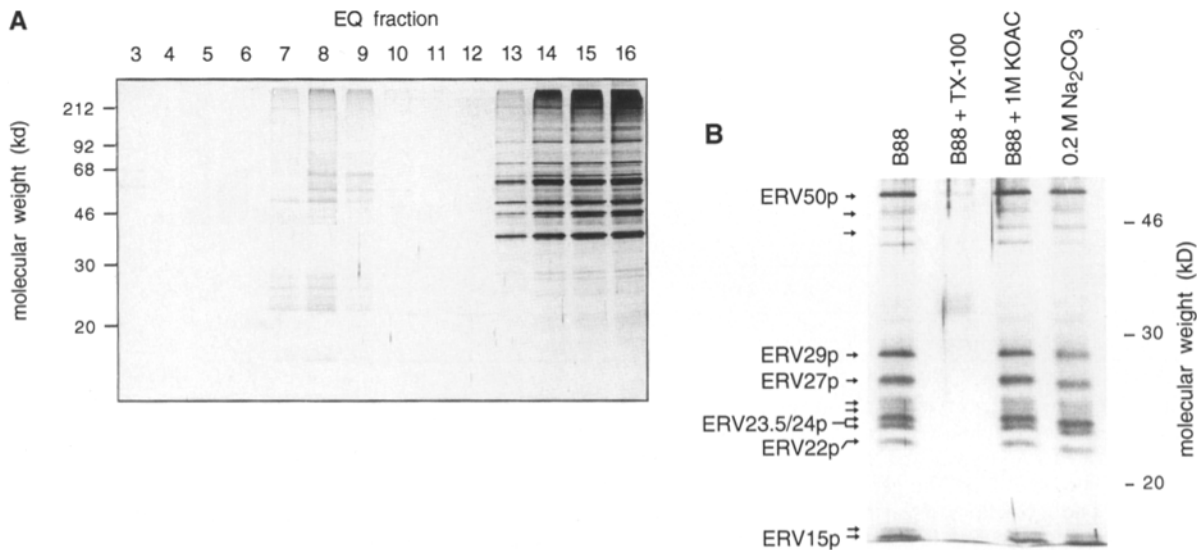 A
EQ fraction
3 4 5 6 7 8 9 10 11 12 13 14 15 16
molecular weight (kd)
212
92
68
46
30
20
B
B88
B88 + TX-100
B88 + 1M KOAC
0.2 M Na₂CO₃
ERV50p
ERV29p
ERV27p
ERV23.5/24p
ERV22p
ERV15p
46
30
20
molecular weight (kD)